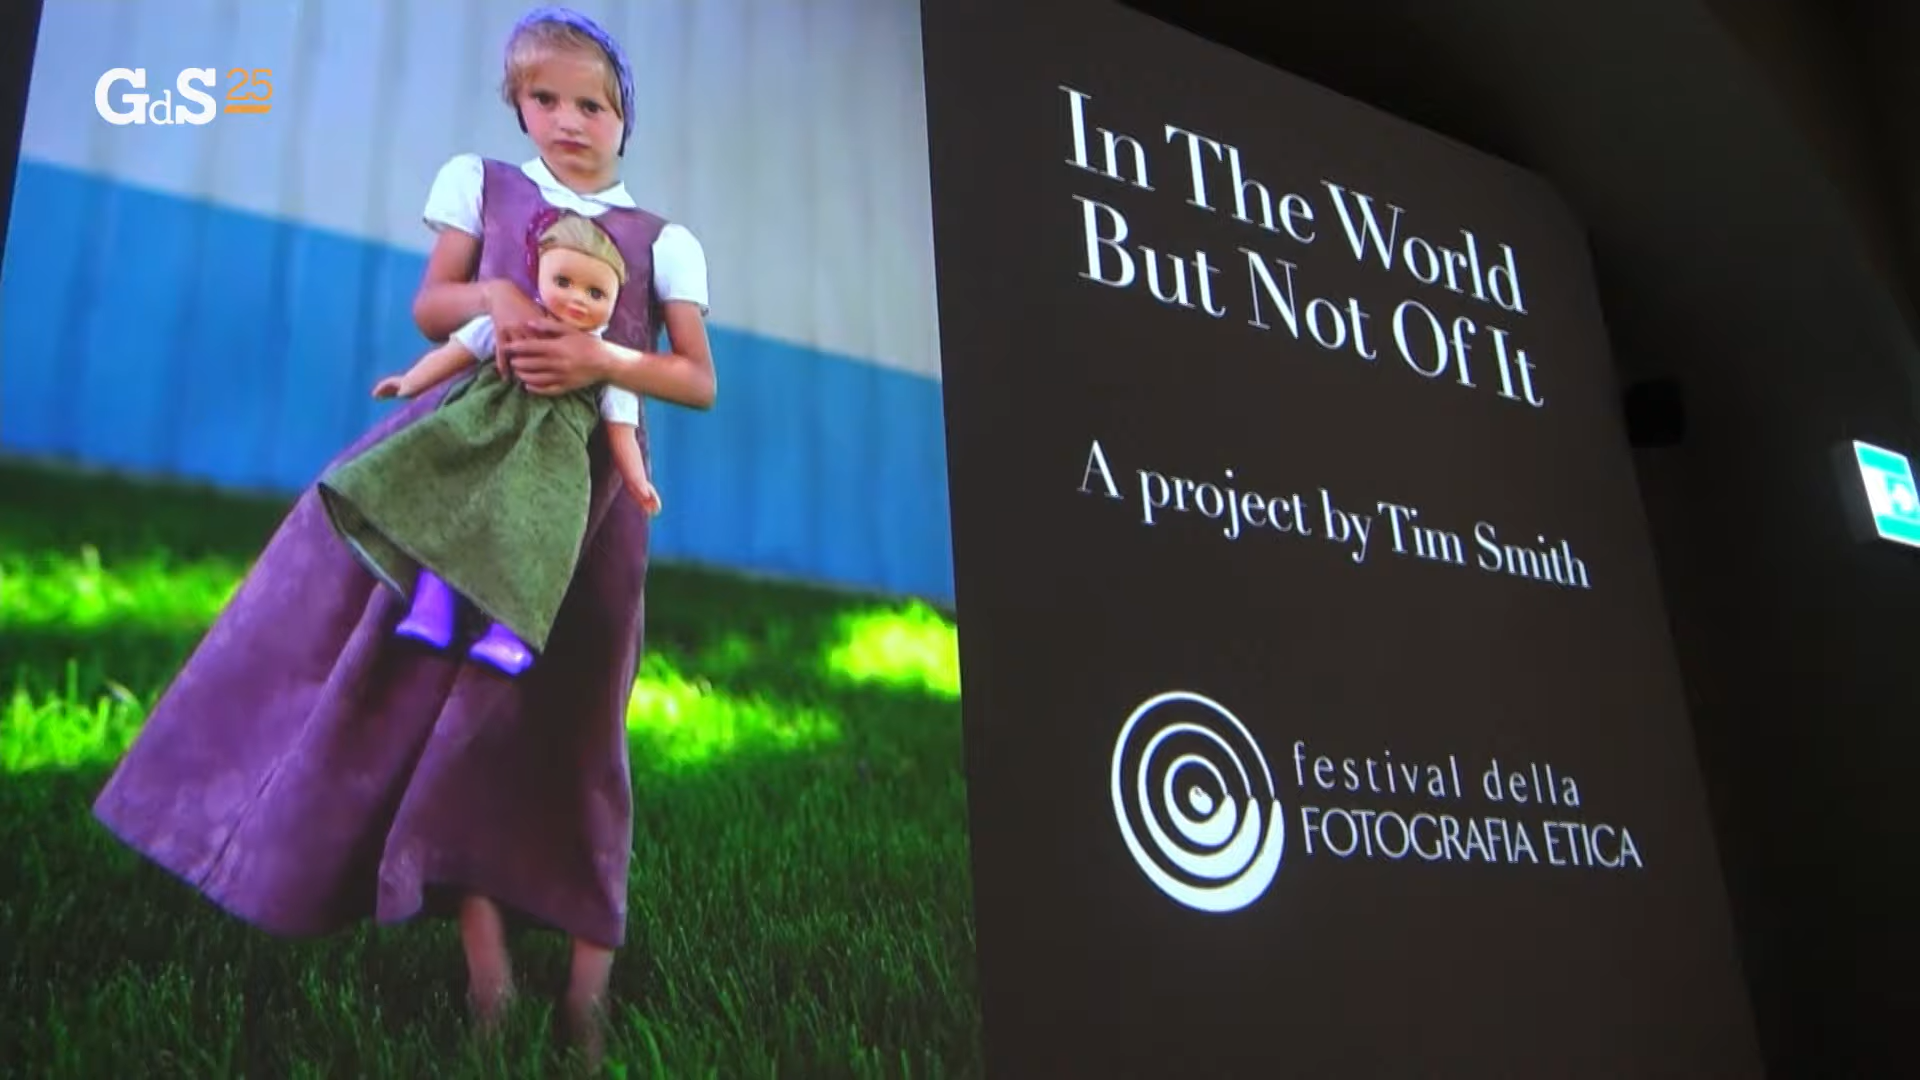 GdS 25
In The World
But Not Of It
A project by Tim Smith
festival della
FOTOGRAFIA ETICA